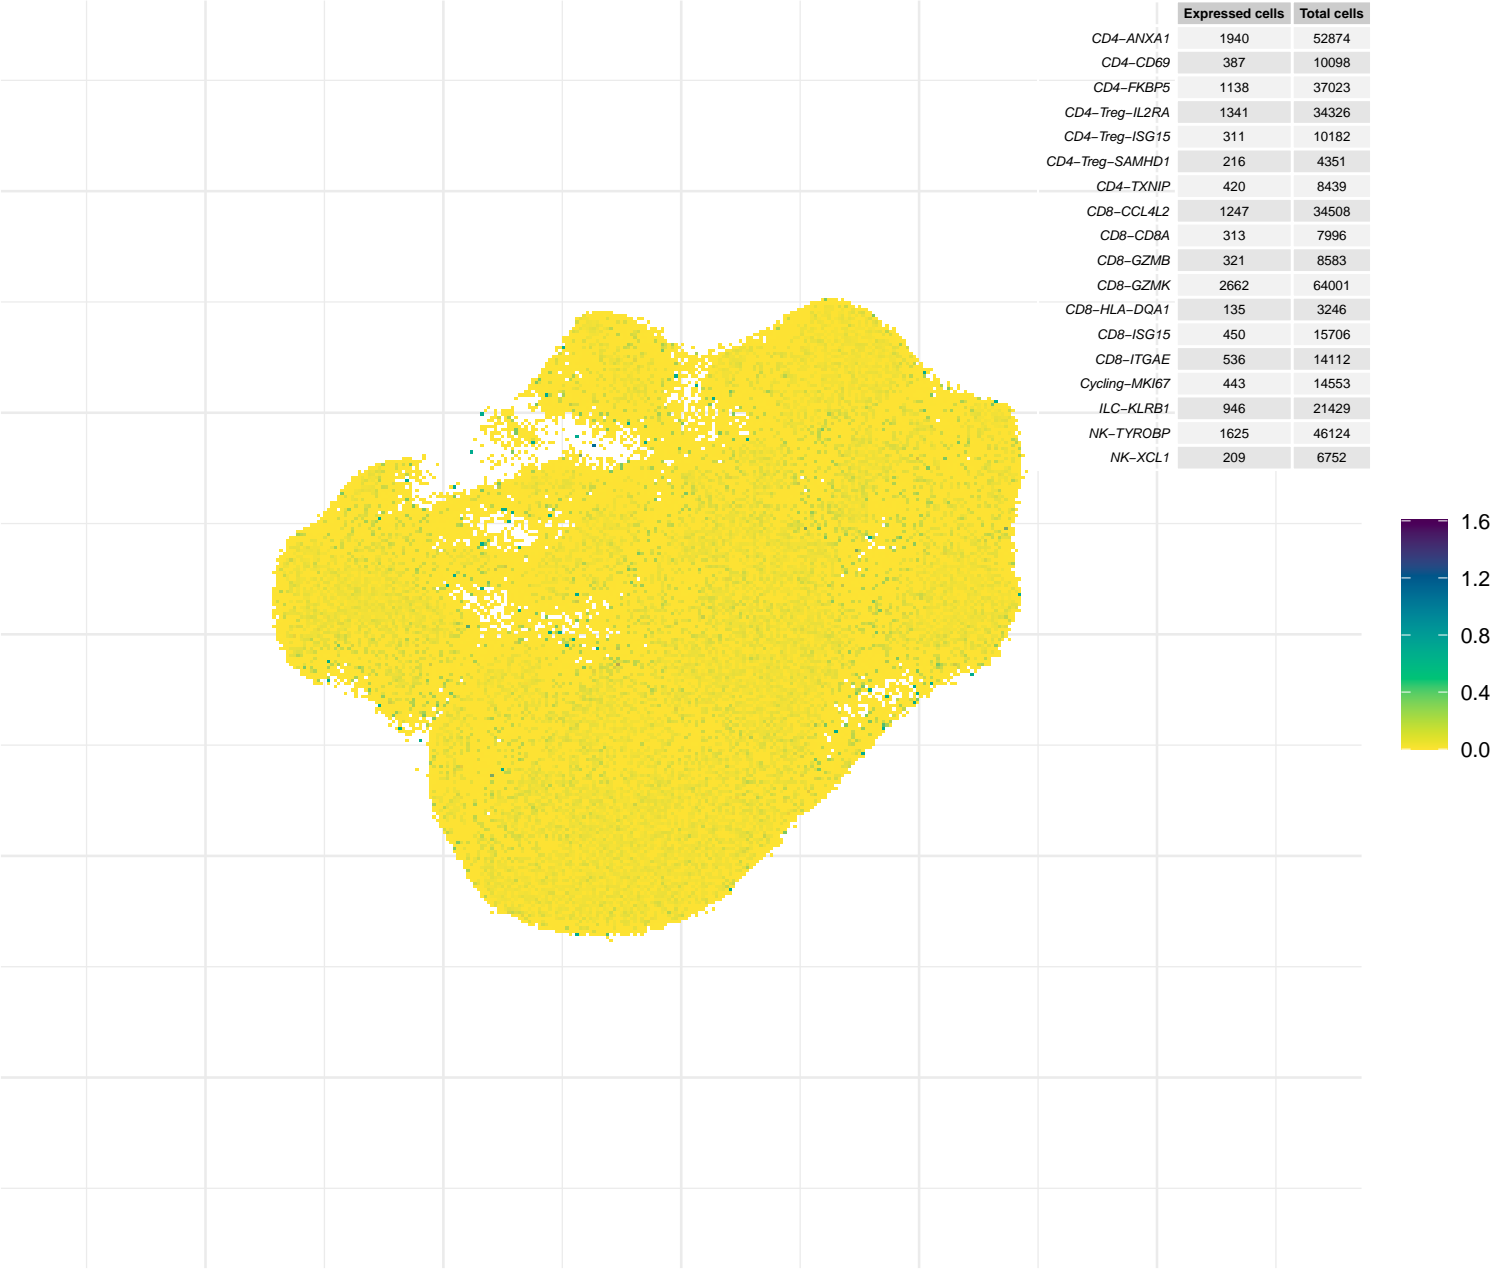 Expressed cells Total cells
CD4−ANXA1 1940 52874
CD4−CD69 387 10098
CD4−FKBP5 1138 37023
CD4−Treg−IL2RA 1341 34326
CD4−Treg−ISG15 311 10182
CD4−Treg−SAMHD1 216 4351
CD4−TXNIP 420 8439
CD8−CCL4L2 1247 34508
CD8−CD8A 313 7996
CD8−GZMB 321 8583
CD8−GZMK 2662 64001
CD8−HLA−DQA1 135 3246
CD8−ISG15 450 15706
CD8−ITGAE 536 14112
Cycling−MKI67 443 14553
ILC−KLRB1 946 21429
NK−TYROBP 1625 46124
NK−XCL1 209 6752
1.6
1.2
0.8
0.4
0.0